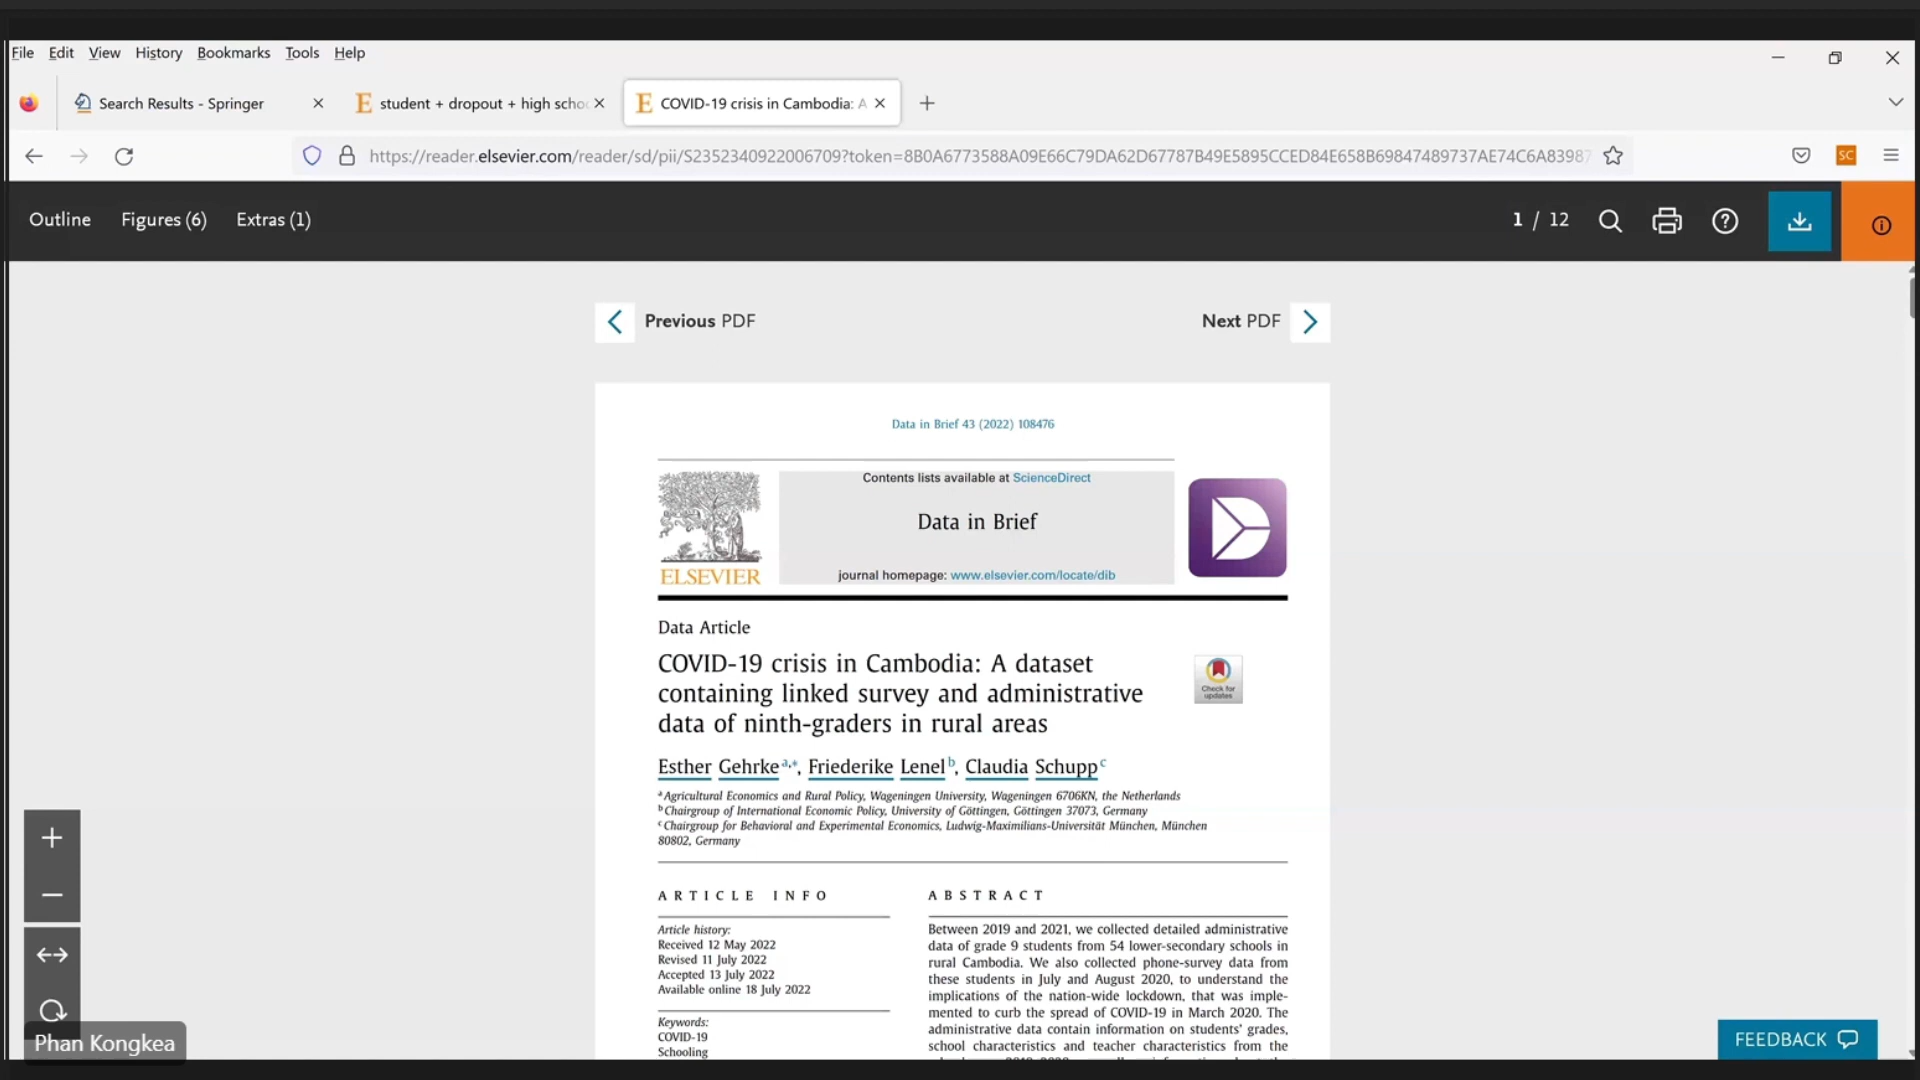 File Edit View History Bookmarks Tools Help
Search Results - Springer
student + dropout + high scho
COVID-19 crisis in Cambodia: A
https://reader.elsevier.com/reader/sd/pii/S2352340922006709?token=8B0A6773588A09E66C79DA62D67787B49E5895CCED84E658B69847489737AE74C6A83987
SC
Outline Figures (6) Extras (1)
1 / 12
Previous PDF
Next PDF
Data in Brief 43 (2022) 108476
Contents lists available at ScienceDirect
Data in Brief
journal homepage: www.elsevier.com/locate/dib
ELSEVIER
Data Article
COVID-19 crisis in Cambodia: A dataset
containing linked survey and administrative
data of ninth-graders in rural areas
Check for
updates
Esther Gehrke a,*, Friederike Lenel b, Claudia Schupp c
a Agricultural Economics and Rural Policy, Wageningen University, Wageningen 6706KN, the Netherlands
b Chairgroup of International Economic Policy, University of Göttingen, Göttingen 37073, Germany
c Chairgroup for Behavioral and Experimental Economics, Ludwig-Maximilians-Universität München, München
80802, Germany
ARTICLE INFO
Article history:
Received 12 May 2022
Revised 11 July 2022
Accepted 13 July 2022
Available online 18 July 2022
Keywords:
COVID-19
Schooling
ABSTRACT
Between 2019 and 2021, we collected detailed administrative
data of grade 9 students from 54 lower-secondary schools in
rural Cambodia. We also collected phone-survey data from
these students in July and August 2020, to understand the
implications of the nation-wide lockdown, that was imple-
mented to curb the spread of COVID-19 in March 2020. The
administrative data contain information on students' grades,
school characteristics and teacher characteristics from the
Phan Kongkea
FEEDBACK